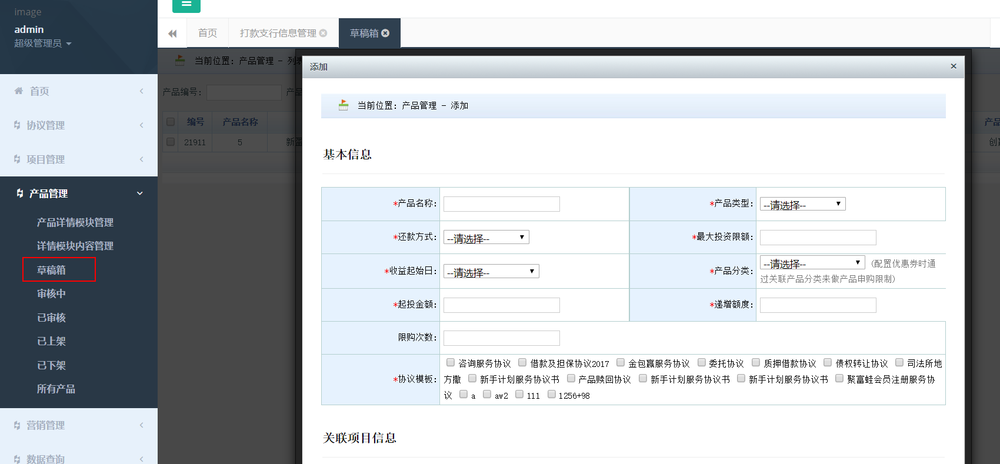 image
admin
超级管理员
首页
协议管理
项目管理
产品管理
产品详情模块管理
详情模块内容管理
草稿箱
审核中
已审核
已上架
已下架
所有产品
营销管理
数据查询
首页
打款支行信息管理
草稿箱
当前位置：产品管理 - 列表
产品编号：
产品
编号 产品名称
21911 5 新
产品
添加
当前位置：产品管理 - 添加
基本信息
*产品名称：
*产品类型： --请选择--
*还款方式： --请选择--
*最大投资限额：
*收益起始日： --请选择--
*产品分类： --请选择-- (配置优惠券时通
过关联产品分类来做产品申购限制)
*起投金额：
*递增额度：
限购次数：
*协议模板：
咨询服务协议 借款及担保协议2017 金包赢服务协议 委托协议 质押借款协议 债权转让协议 司法所地
方撒 新手计划服务协议书 产品赎回协议 新手计划服务协议书 新手计划服务协议书 聚富蛙会员注册服务协
议 a aw2 111 1256+98
关联项目信息